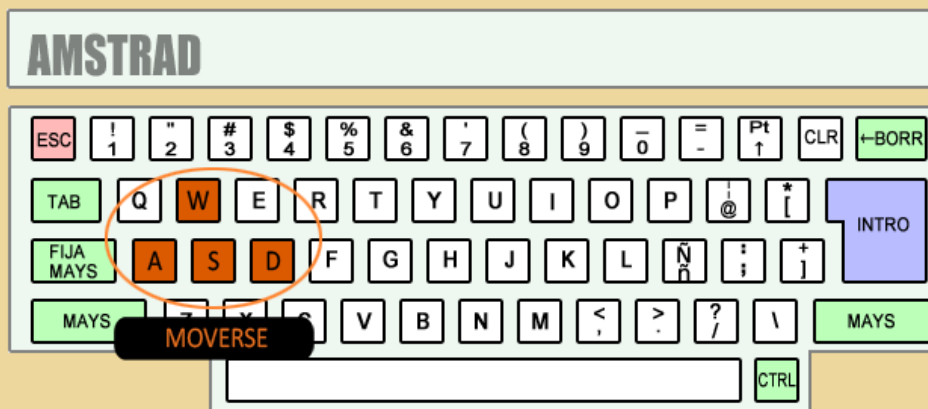 AMSTRAD
ESC ! 1 " 2 # 3 $ 4 % 5 & 6 ' 7 ( 8 ) 9 _ 0 = - Pt ↑ CLR ←BORR
TAB Q W E R T Y U I O P ¦ @ * [ INTRO
FIJA MAYS A S D F G H J K L Ñ ñ : ; + ] 
MAYS Z X C V B N M < , > . ? / \ MAYS
MOVERSE
CTRL